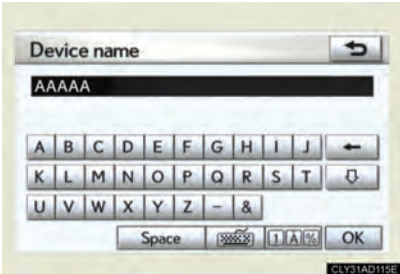 Device name
AAAAA
A B C D E F G H I J
K L M N O P Q R S T
U V W X Y Z - &
Space 1 A % OK
CLY31AD115E